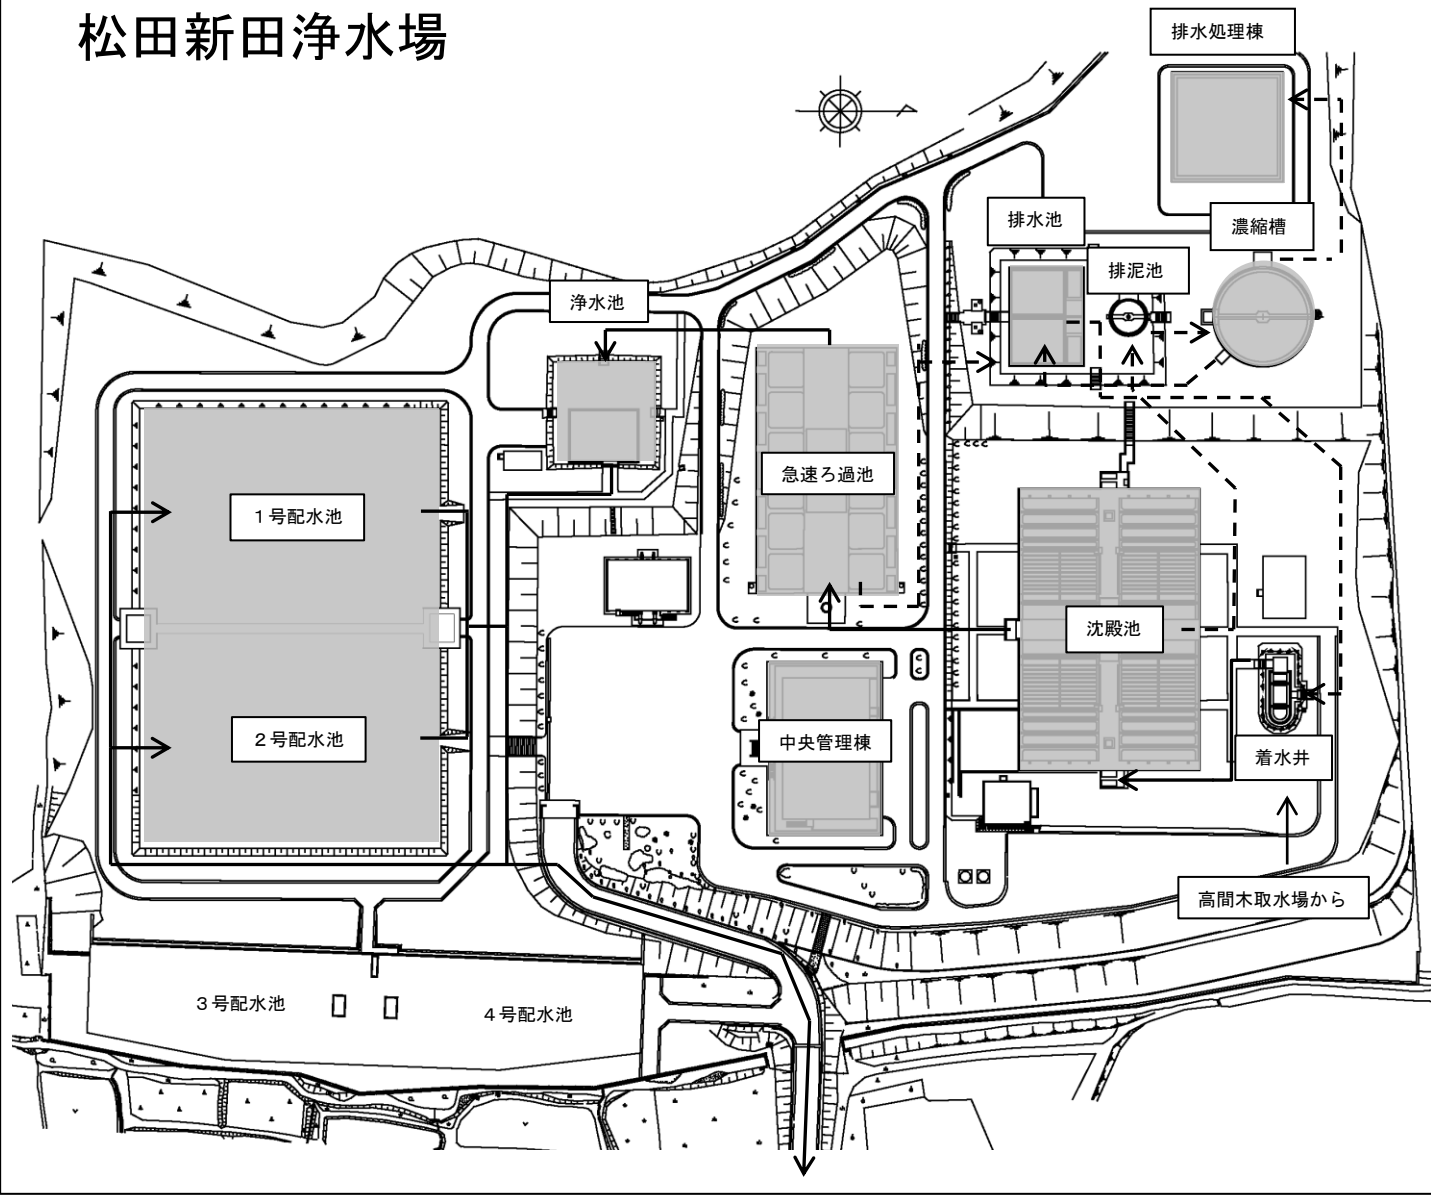 松田新田浄水場
排水処理棟
排水池
濃縮槽
排泥池
浄水池
急速ろ過池
１号配水池
沈殿池
２号配水池
中央管理棟
着水井
高間木取水場から
３号配水池
４号配水池